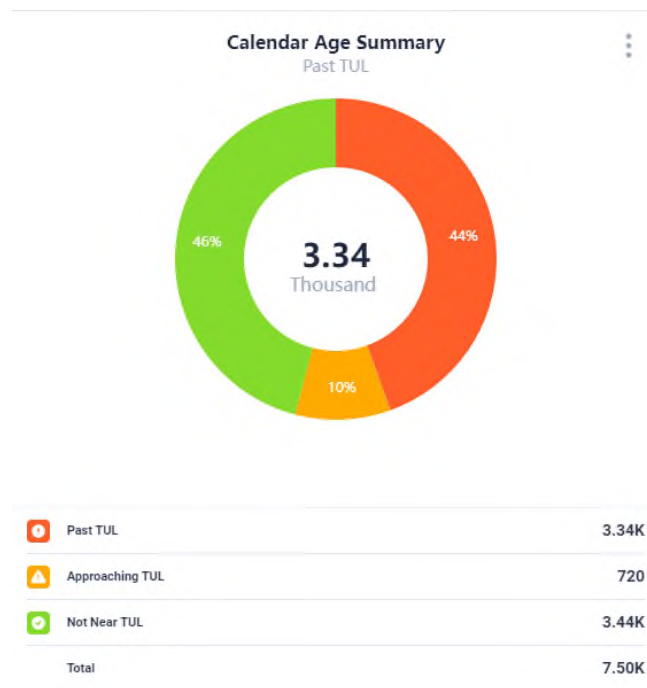 Calendar Age Summary
Past TUL
46%
44%
3.34
Thousand
10%
Past TUL 3.34K
Approaching TUL 720
Not Near TUL 3.44K
Total 7.50K